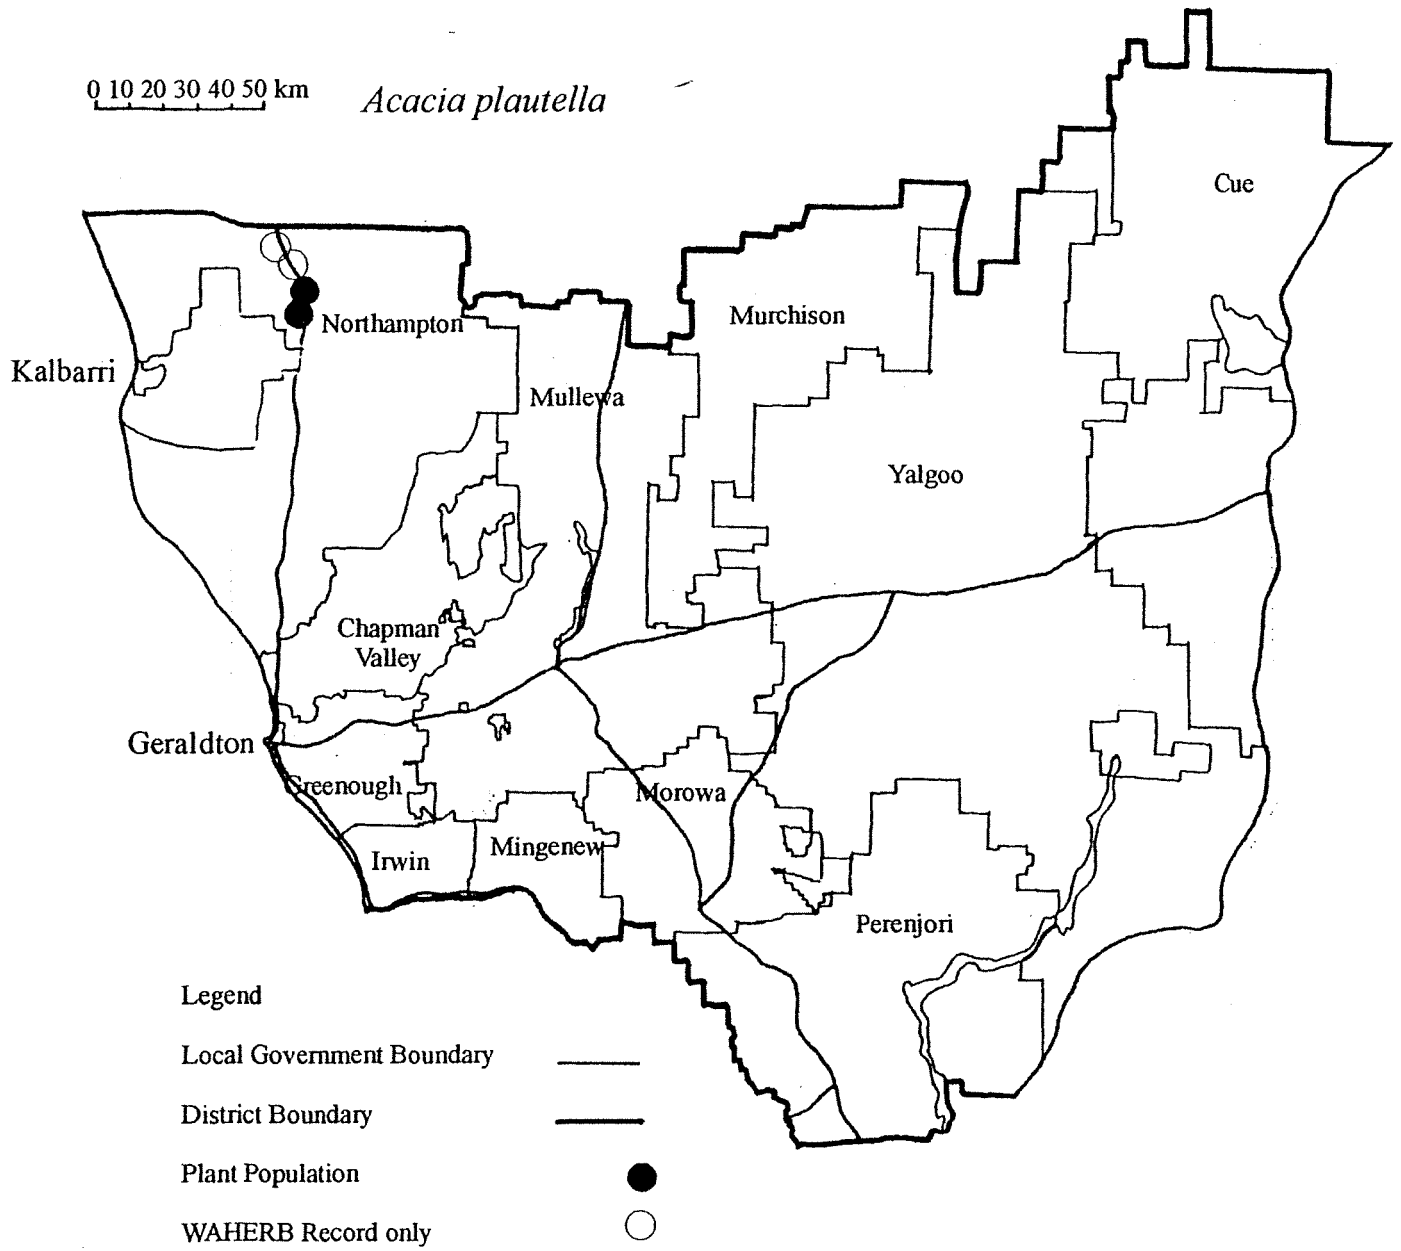 0 10 20 30 40 50 km
Acacia plautella
Cue
Northampton
Murchison
Kalbarri
Mullewa
Yalgoo
Chapman
Valley
Geraldton
Greenough
Morowa
Irwin
Mingenew
Perenjori
Legend
Local Government Boundary
District Boundary
Plant Population
WAHERB Record only